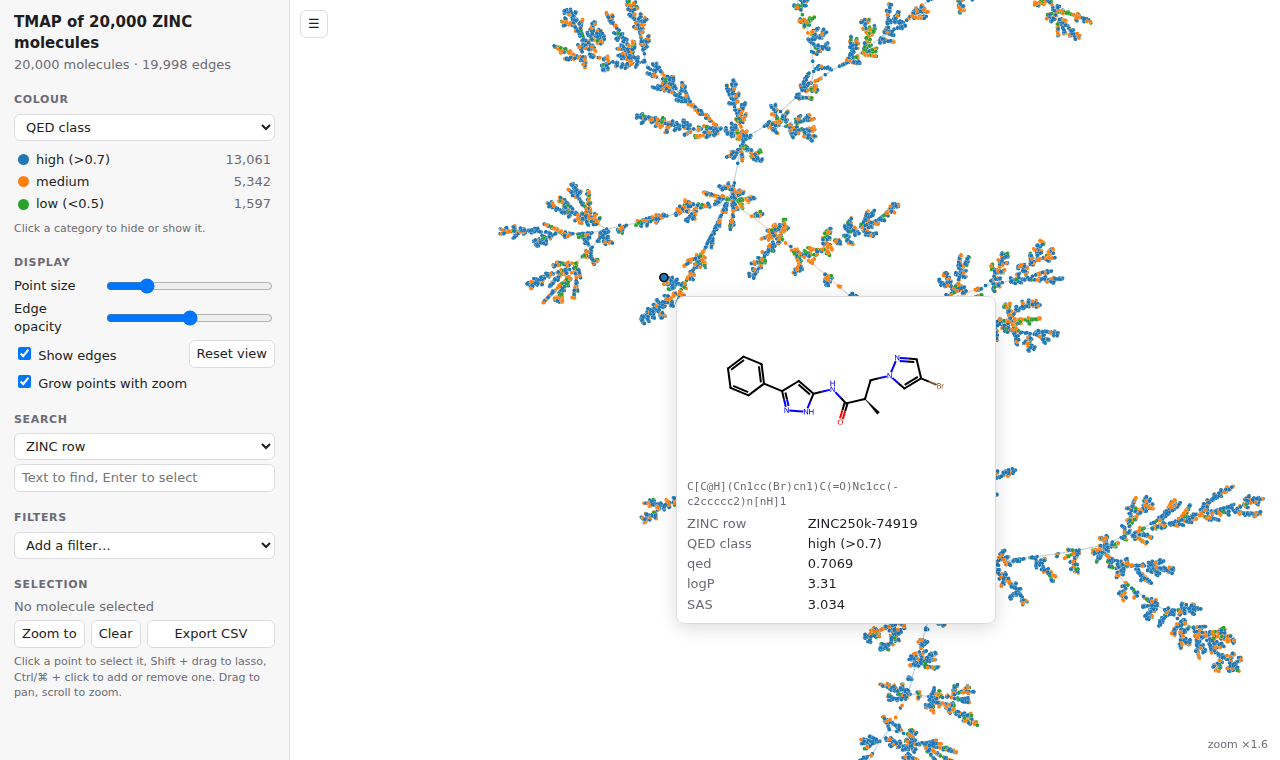 TMAP of 20,000 ZINC
molecules
20,000 molecules · 19,998 edges
COLOUR
QED class
high (>0.7) 13,061
medium 5,342
low (<0.5) 1,597
Click a category to hide or show it.
DISPLAY
Point size
Edge
opacity
Show edges
Reset view
Grow points with zoom
SEARCH
ZINC row
Text to find, Enter to select
FILTERS
Add a filter…
SELECTION
No molecule selected
Zoom to Clear Export CSV
Click a point to select it, Shift + drag to lasso,
Ctrl/⌘ + click to add or remove one. Drag to
pan, scroll to zoom.
☰
N
H
N
N
Br
N
NH
O
C[C@H](Cn1cc(Br)cn1)C(=O)Nc1cc(-
c2ccccc2)n[nH]1
ZINC row ZINC250k-74919
QED class high (>0.7)
qed 0.7069
logP 3.31
SAS 3.034
zoom ×1.6